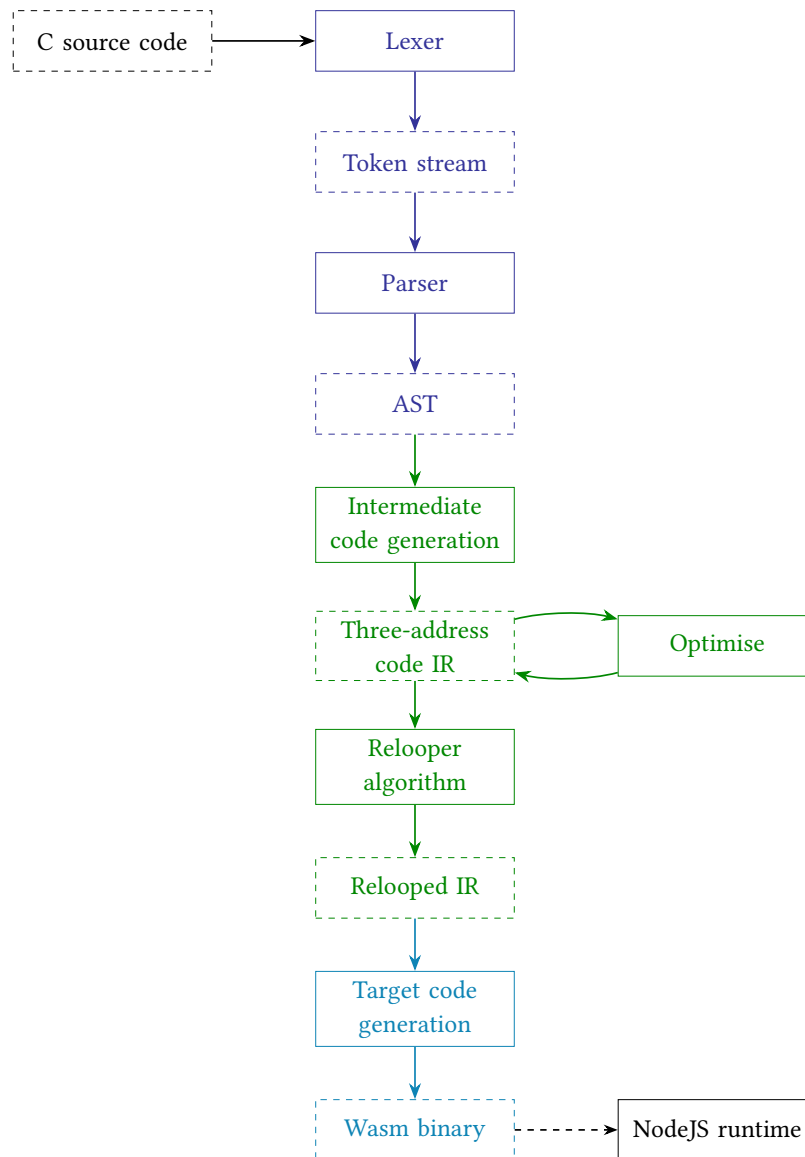 C source code
Lexer
Token stream
Parser
AST
Intermediate
code generation
Three-address
code IR
Optimise
Relooper
algorithm
Relooped IR
Target code
generation
Wasm binary
NodeJS runtime